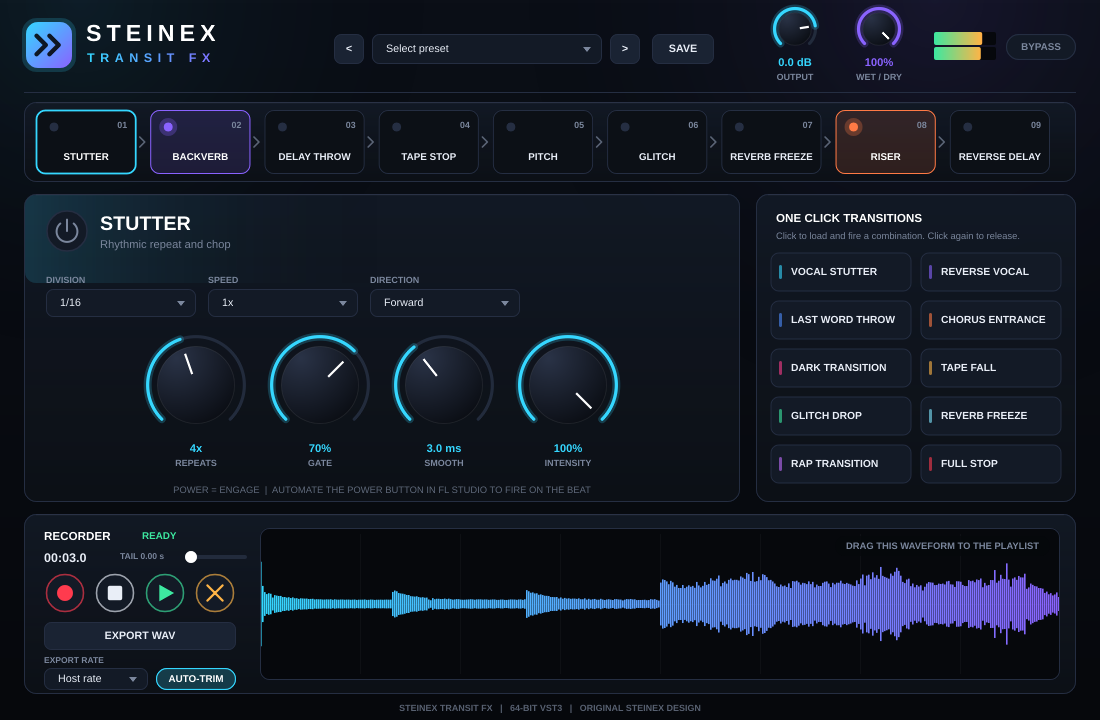 STEINEX
TRANSIT FX
<
Select preset
>
SAVE
0.0 dB
OUTPUT
100%
WET / DRY
BYPASS
01
STUTTER
02
BACKVERB
03
DELAY THROW
04
TAPE STOP
05
PITCH
06
GLITCH
07
REVERB FREEZE
08
RISER
09
REVERSE DELAY
STUTTER
Rhythmic repeat and chop
DIVISION
SPEED
DIRECTION
1/16
1x
Forward
4x
REPEATS
70%
GATE
3.0 ms
SMOOTH
100%
INTENSITY
POWER = ENGAGE | AUTOMATE THE POWER BUTTON IN FL STUDIO TO FIRE ON THE BEAT
ONE CLICK TRANSITIONS
Click to load and fire a combination. Click again to release.
VOCAL STUTTER
REVERSE VOCAL
LAST WORD THROW
CHORUS ENTRANCE
DARK TRANSITION
TAPE FALL
GLITCH DROP
REVERB FREEZE
RAP TRANSITION
FULL STOP
RECORDER
READY
00:03.0
TAIL 0.00 s
EXPORT WAV
EXPORT RATE
Host rate
AUTO-TRIM
DRAG THIS WAVEFORM TO THE PLAYLIST
STEINEX TRANSIT FX | 64-BIT VST3 | ORIGINAL STEINEX DESIGN